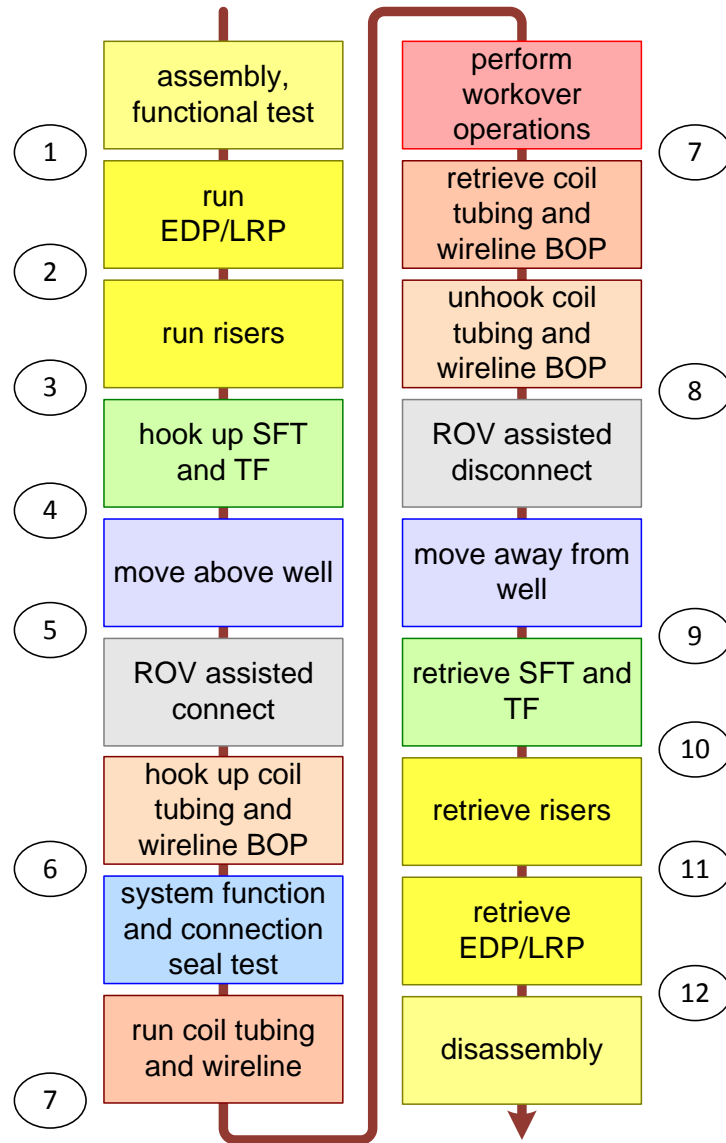 assembly,
functional test
1
run
EDP/LRP
2
run risers
3
hook up SFT
and TF
4
move above well
5
ROV assisted
connect
hook up coil
tubing and
wireline BOP
6
system function
and connection
seal test
run coil tubing
and wireline
7
perform
workover
operations
7
retrieve coil
tubing and
wireline BOP
unhook coil
tubing and
wireline BOP
8
ROV assisted
disconnect
move away from
well
9
retrieve SFT and
TF
10
retrieve risers
11
retrieve
EDP/LRP
12
disassembly